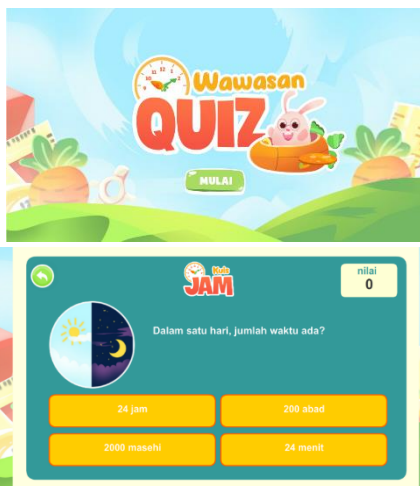 Wawasan
QUIZ
MULAI
Kuis
JAM
nilai
0
Dalam satu hari, jumlah waktu ada?
24 jam
200 abad
2000 masehi
24 menit